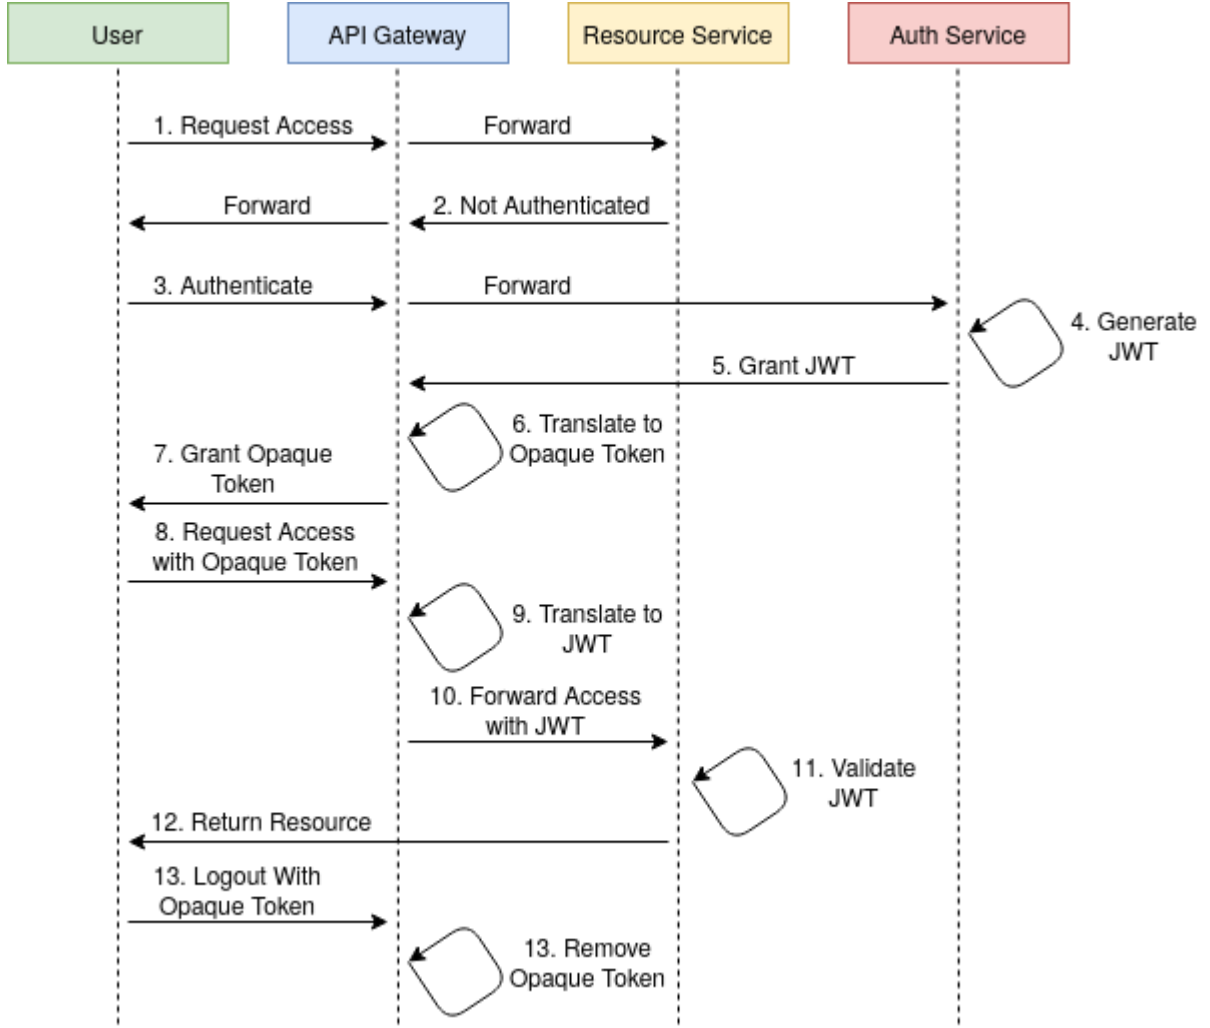 User
API Gateway
Resource Service
Auth Service
1. Request Access
Forward
Forward
2. Not Authenticated
3. Authenticate
Forward
4. Generate
JWT
5. Grant JWT
6. Translate to
Opaque Token
7. Grant Opaque
Token
8. Request Access
with Opaque Token
9. Translate to
JWT
10. Forward Access
with JWT
11. Validate
JWT
12. Return Resource
13. Logout With
Opaque Token
13. Remove
Opaque Token